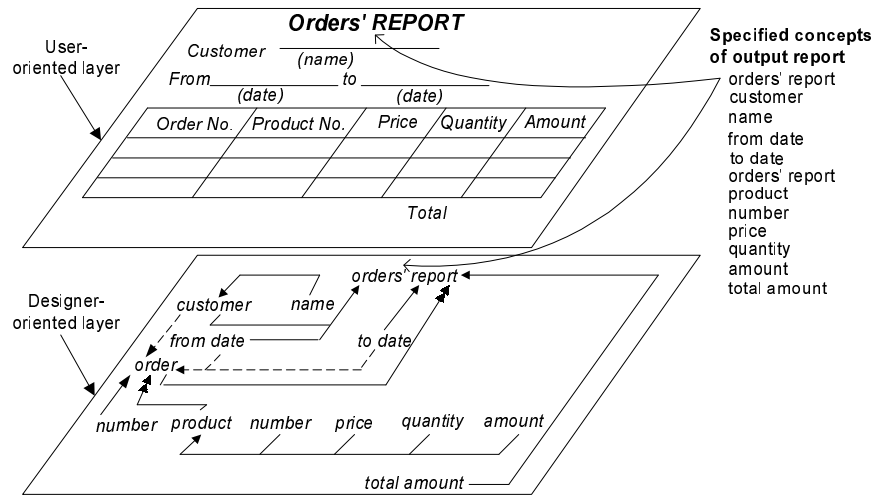 Orders' REPORT
Customer
(name)
From
to
(date)
(date)
Order No.
Product No.
Price
Quantity
Amount
Total
User-
oriented layer
Specified concepts
of output report
orders' report
customer
name
from date
to date
orders' report
product
number
price
quantity
amount
total amount
Designer-
oriented layer
orders' report
customer
name
from date
to date
order
number
product
number
price
quantity
amount
total amount